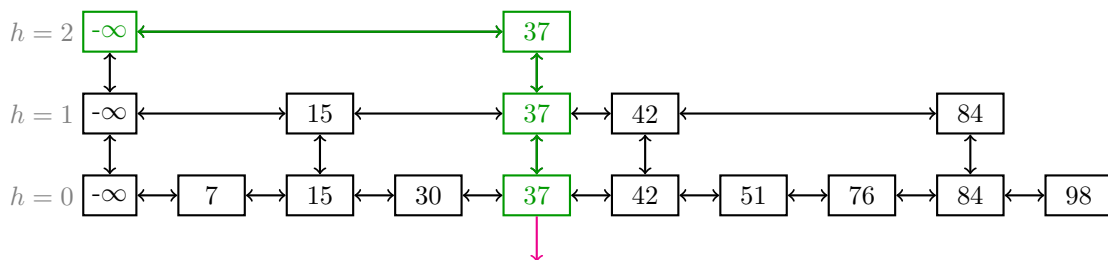 h = 2 -∞ 37
h = 1 -∞ 15 37 42 84
h = 0 -∞ 7 15 30 37 42 51 76 84 98